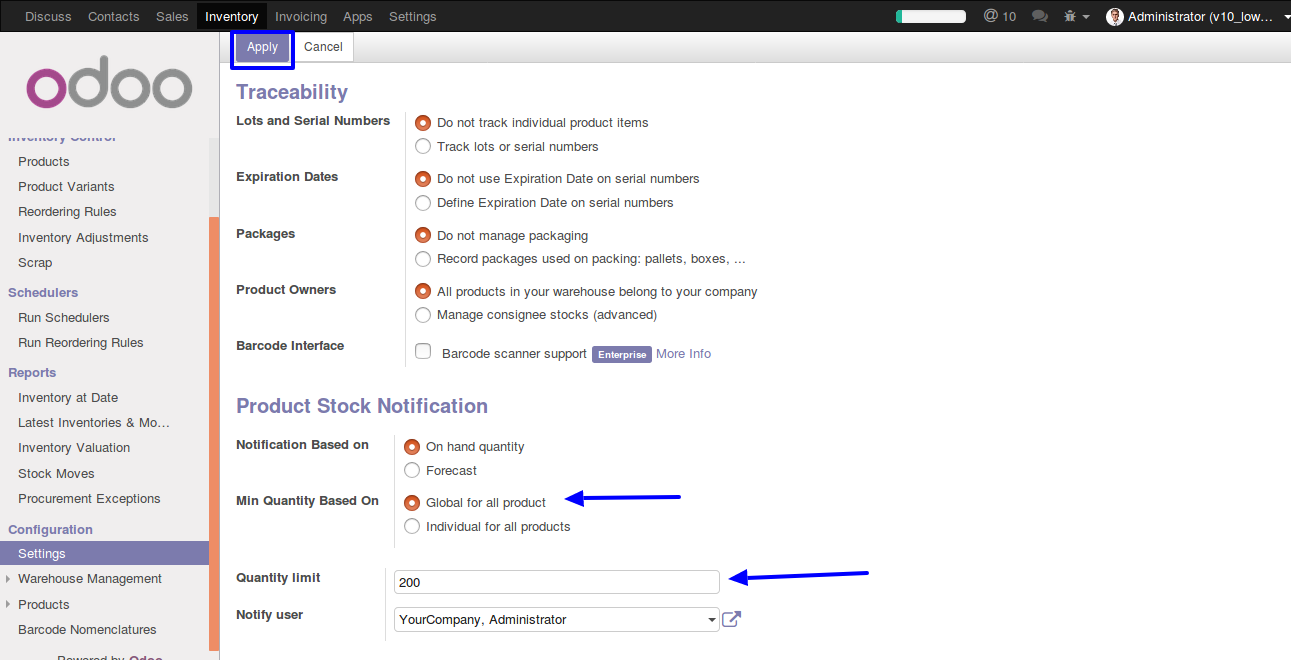 Discuss Contacts Sales Inventory Invoicing Apps Settings @ 10 Administrator (v10_low…
odoo
Apply Cancel
Inventory Control
Products
Product Variants
Reordering Rules
Inventory Adjustments
Scrap
Schedulers
Run Schedulers
Run Reordering Rules
Reports
Inventory at Date
Latest Inventories & Mo…
Inventory Valuation
Stock Moves
Procurement Exceptions
Configuration
Settings
Warehouse Management
Products
Barcode Nomenclatures
Powered by Odoo
Traceability
Lots and Serial Numbers
Do not track individual product items
Track lots or serial numbers
Expiration Dates
Do not use Expiration Date on serial numbers
Define Expiration Date on serial numbers
Packages
Do not manage packaging
Record packages used on packing: pallets, boxes, ...
Product Owners
All products in your warehouse belong to your company
Manage consignee stocks (advanced)
Barcode Interface
Barcode scanner support Enterprise More Info
Product Stock Notification
Notification Based on
On hand quantity
Forecast
Min Quantity Based On
Global for all product
Individual for all products
Quantity limit
200
Notify user
YourCompany, Administrator